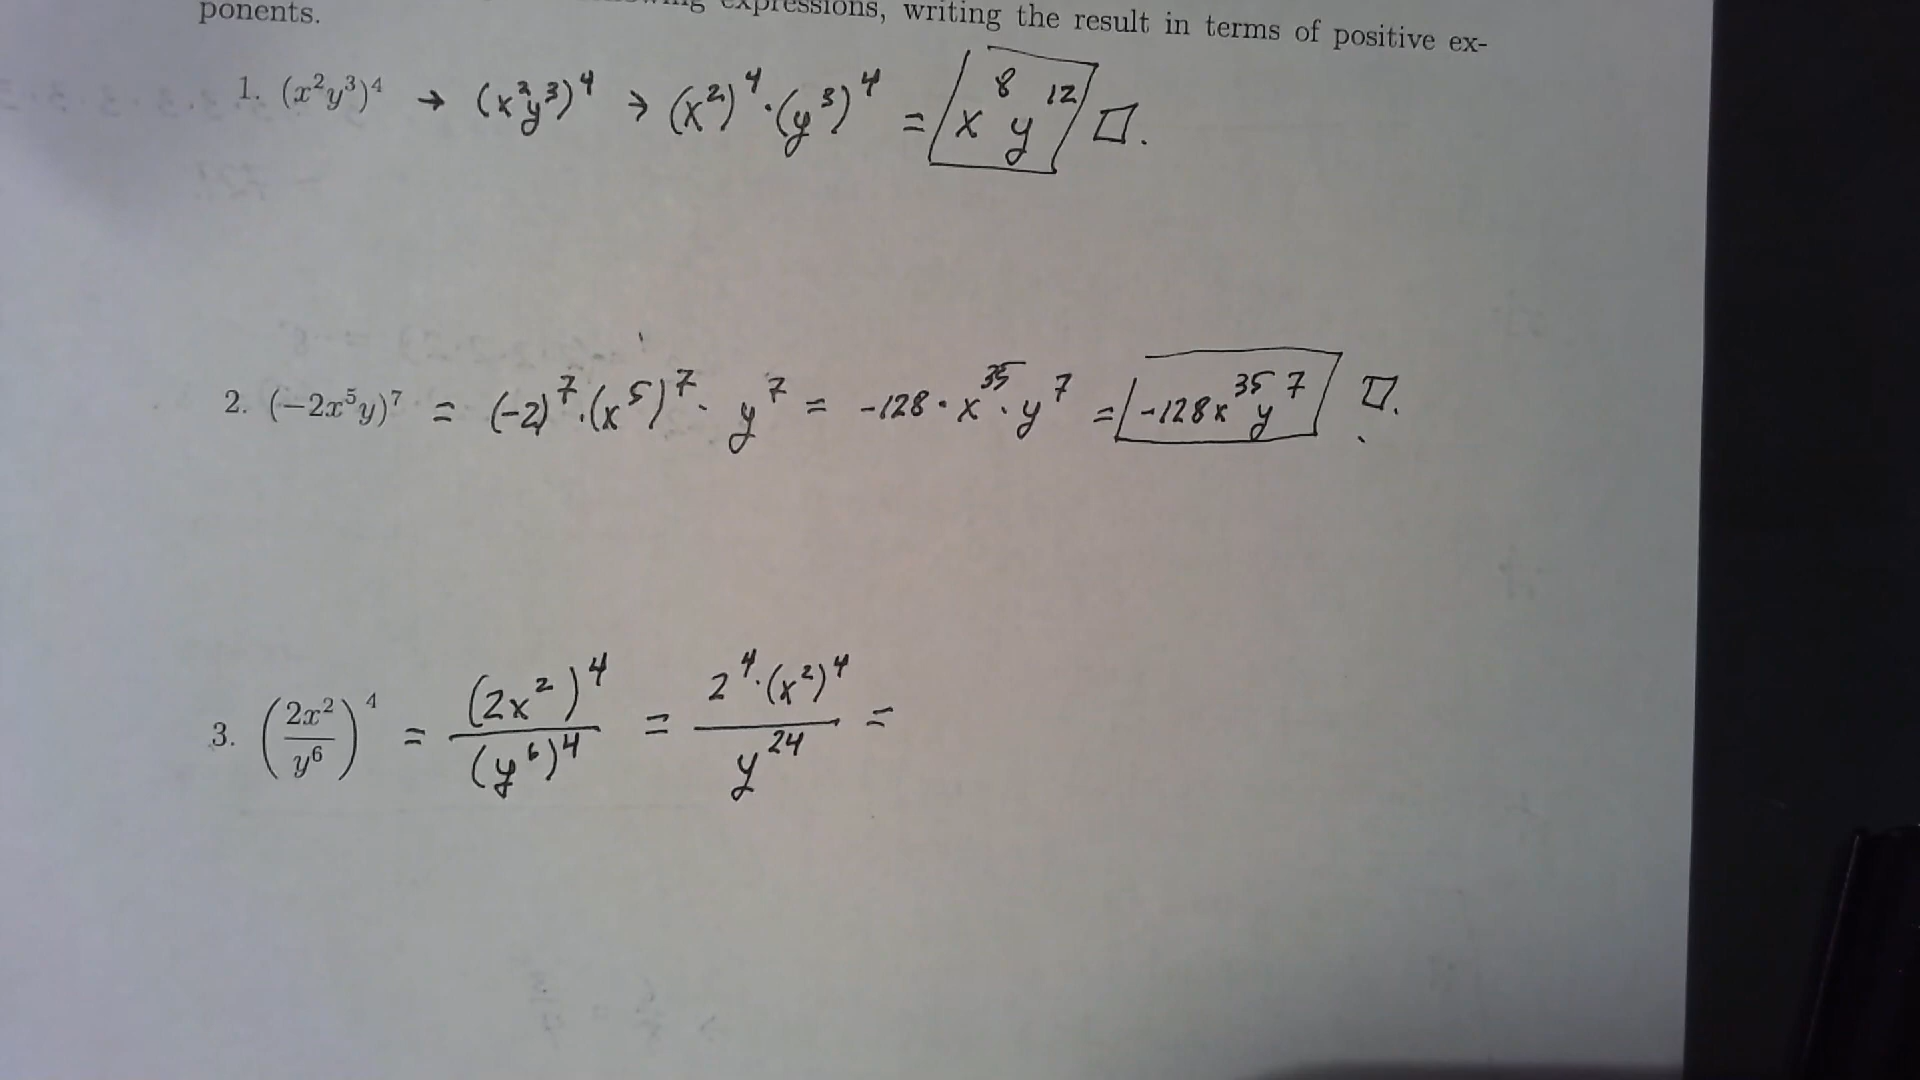 expressions, writing the result in terms of positive ex-
ponents.
1. (x²y³)⁴ → (x²y³)⁴ → (x²)⁴·(y³)⁴ = x⁸y¹² □.
2. (−2x⁵y)⁷ = (-2)⁷·(x⁵)⁷·y⁷ = -128·x³⁵·y⁷ = -128x³⁵y⁷ □.
3. (2x²/y⁶)⁴ = (2x²)⁴/(y⁶)⁴ = 2⁴·(x²)⁴/y²⁴ =